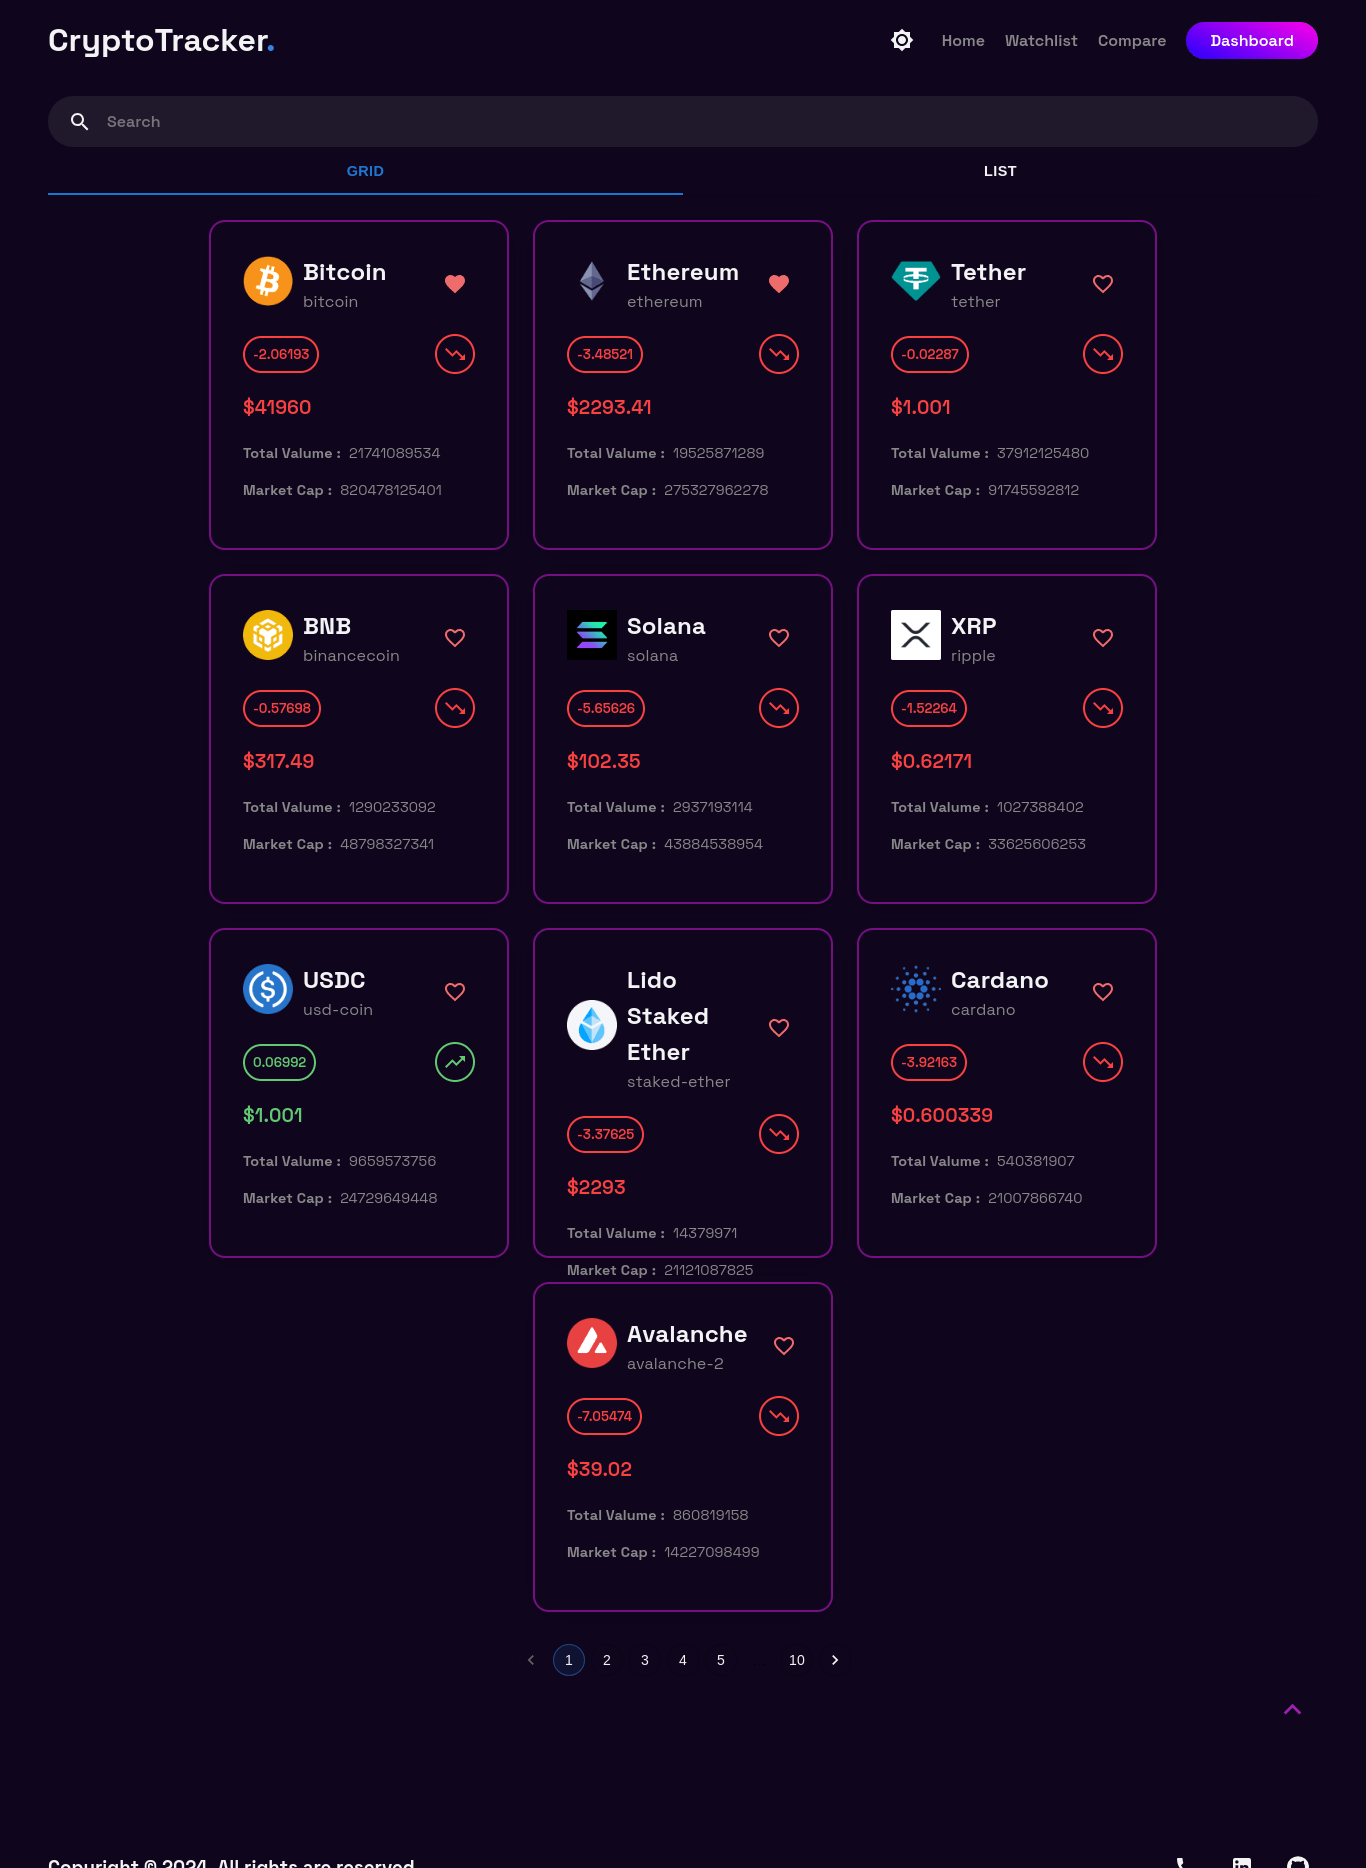 CryptoTracker.
Home Watchlist Compare Dashboard
Search
GRID LIST
Bitcoin
bitcoin
-2.06193
$41960
Total Valume : 21741089534
Market Cap : 820478125401
Ethereum
ethereum
-3.48521
$2293.41
Total Valume : 19525871289
Market Cap : 275327962278
Tether
tether
-0.02287
$1.001
Total Valume : 37912125480
Market Cap : 91745592812
BNB
binancecoin
-0.57698
$317.49
Total Valume : 1290233092
Market Cap : 48798327341
Solana
solana
-5.65626
$102.35
Total Valume : 2937193114
Market Cap : 43884538954
XRP
ripple
-1.52264
$0.62171
Total Valume : 1027388402
Market Cap : 33625606253
USDC
usd-coin
0.06992
$1.001
Total Valume : 9659573756
Market Cap : 24729649448
Lido
Staked
Ether
staked-ether
-3.37625
$2293
Total Valume : 14379971
Market Cap : 21121087825
Cardano
cardano
-3.92163
$0.600339
Total Valume : 540381907
Market Cap : 21007866740
Avalanche
avalanche-2
-7.05474
$39.02
Total Valume : 860819158
Market Cap : 14227098499
1 2 3 4 5 10
Copyright © 2024. All rights are reserved